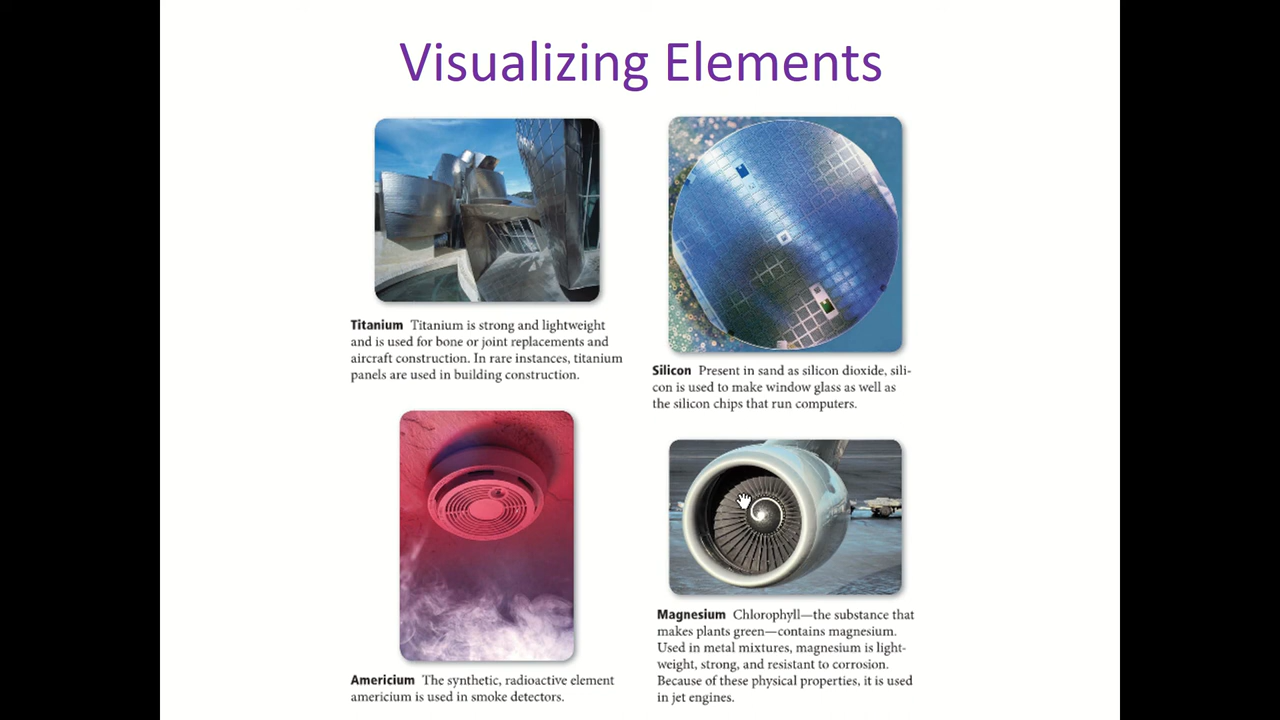 Visualizing Elements
Titanium Titanium is strong and lightweight
and is used for bone or joint replacements and
aircraft construction. In rare instances, titanium
panels are used in building construction.
Silicon Present in sand as silicon dioxide, sili-
con is used to make window glass as well as
the silicon chips that run computers.
Americium The synthetic, radioactive element
americium is used in smoke detectors.
Magnesium Chlorophyll—the substance that
makes plants green—contains magnesium.
Used in metal mixtures, magnesium is light-
weight, strong, and resistant to corrosion.
Because of these physical properties, it is used
in jet engines.